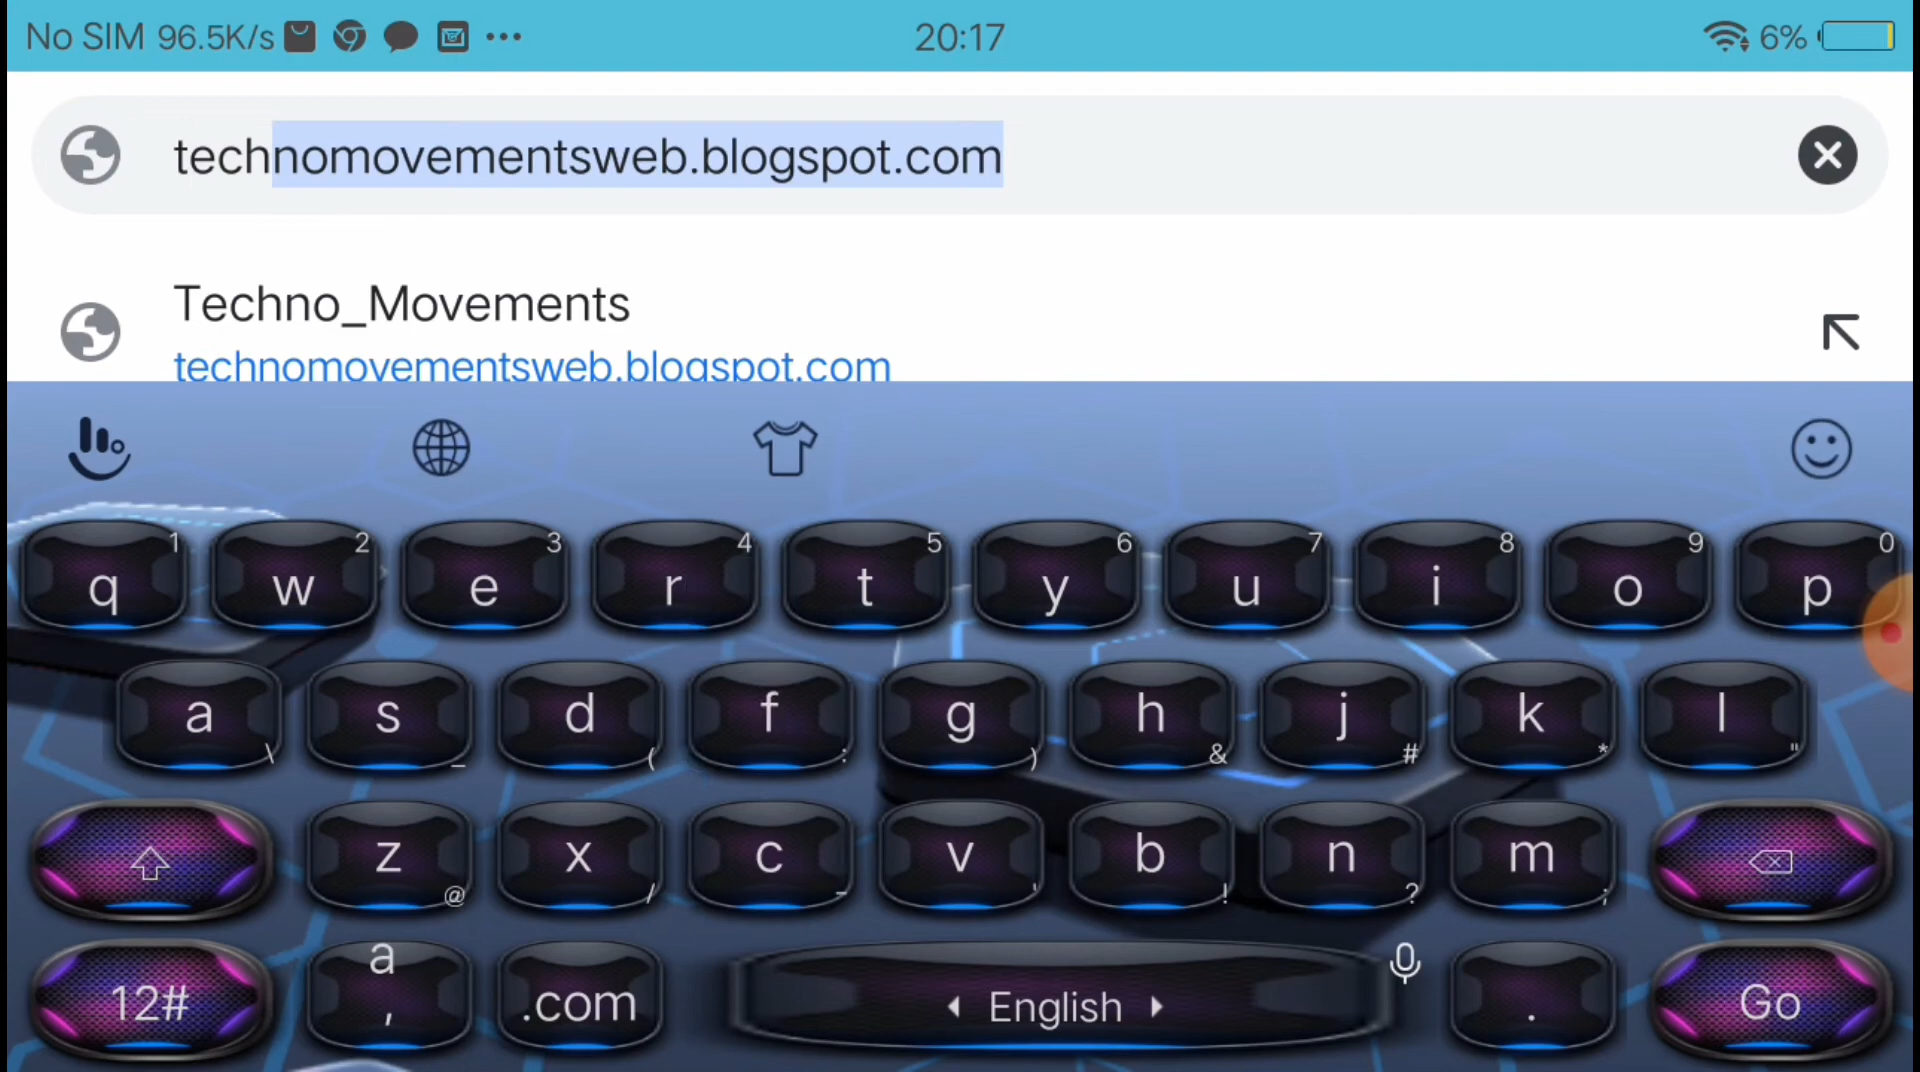 No SIM 96.5K/s ••• 20:17 6%
technomovementsweb.blogspot.com
Techno_Movements
technomovementsweb.blogspot.com
1 2 3 4 5 6 7 8 9 0
q w e r t y u i o p
a s d f g h j k l
\ _ ( : ) & # * "
z x c v b n m
@ / - ' ! ? ;
12# a , .com English . Go